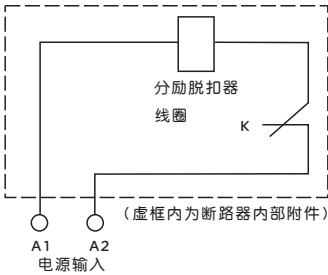 分励脱扣器
线圈
K
（虚框内为断路器内部附件）
A1 A2
电源输入